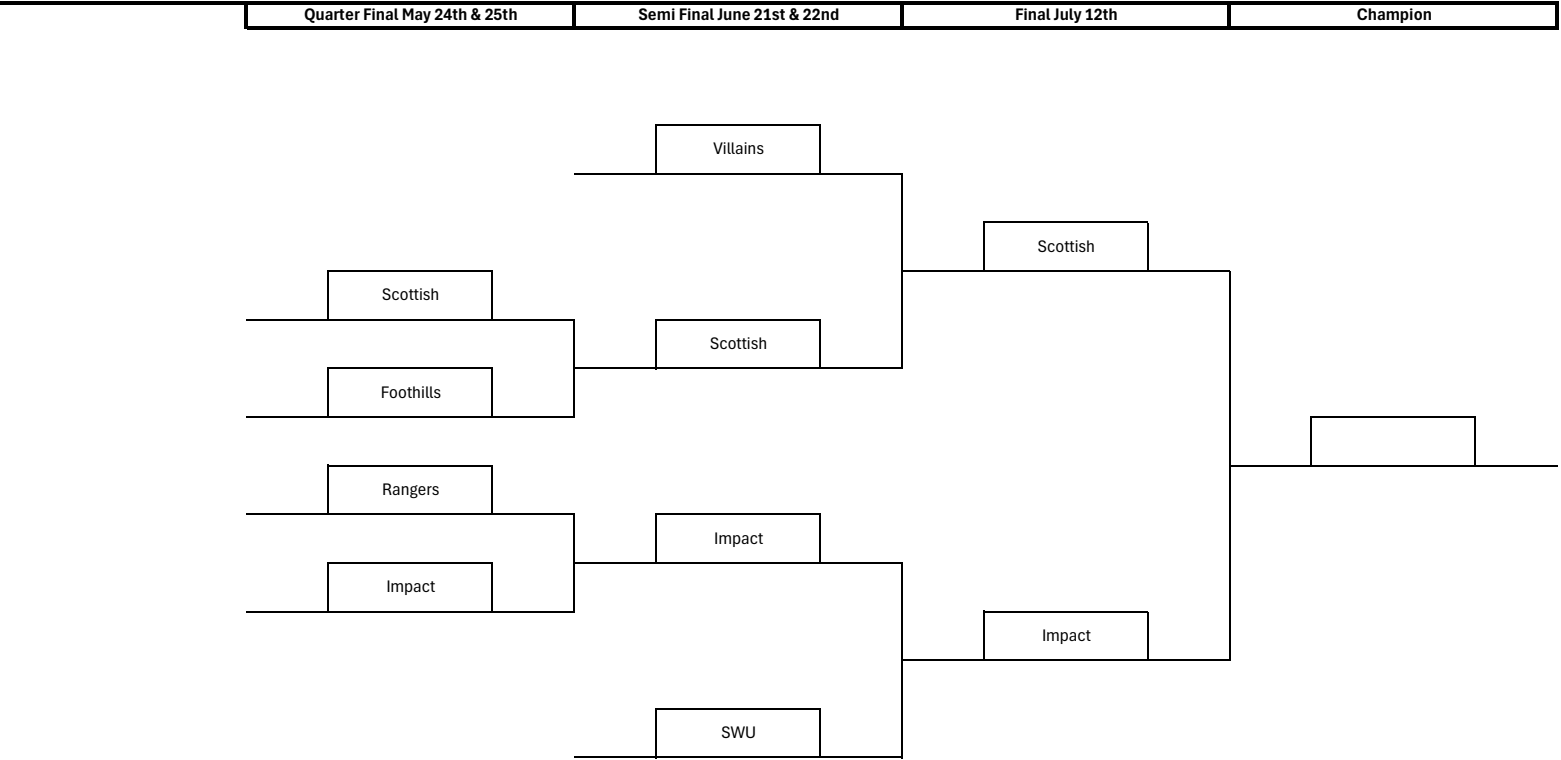 Quarter Final May 24th & 25th
Semi Final June 21st & 22nd
Final July 12th
Champion
Villains
Scottish
Scottish
Scottish
Foothills
Rangers
Impact
Impact
Impact
SWU